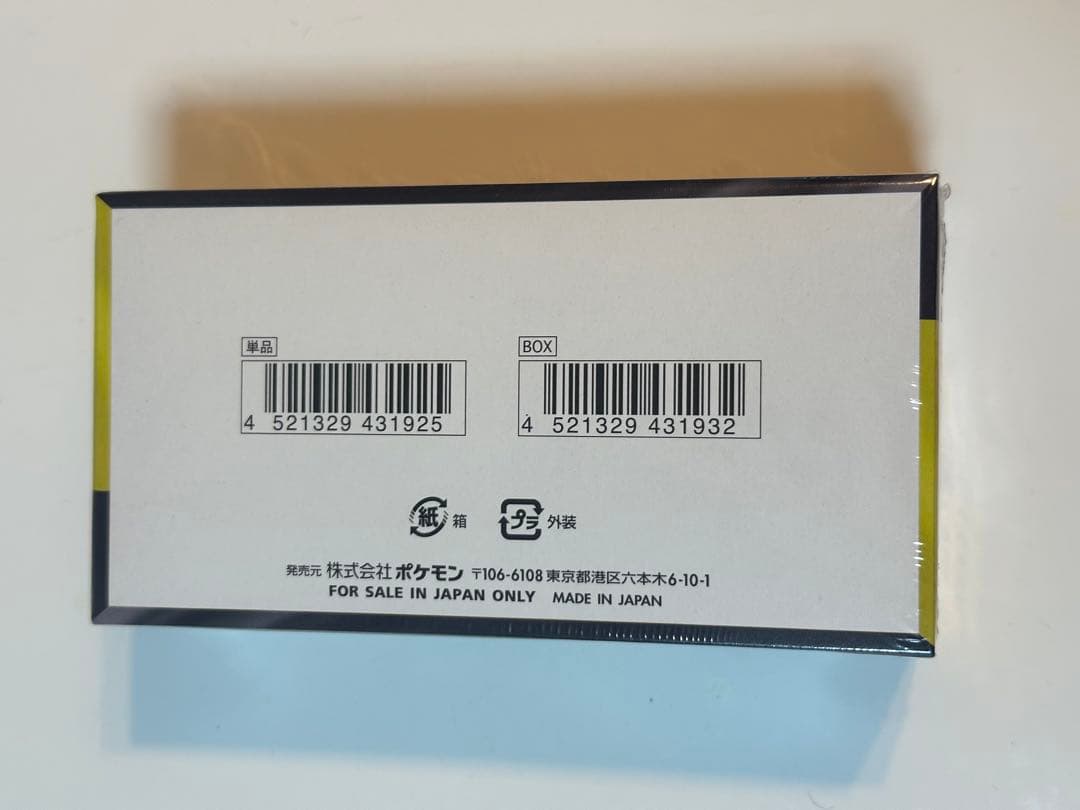 単品
4 521329 431925
BOX
4 521329 431932
紙 箱
プラ 外装
発売元 株式会社ポケモン 〒106-6108 東京都港区六本木6-10-1
FOR SALE IN JAPAN ONLY MADE IN JAPAN